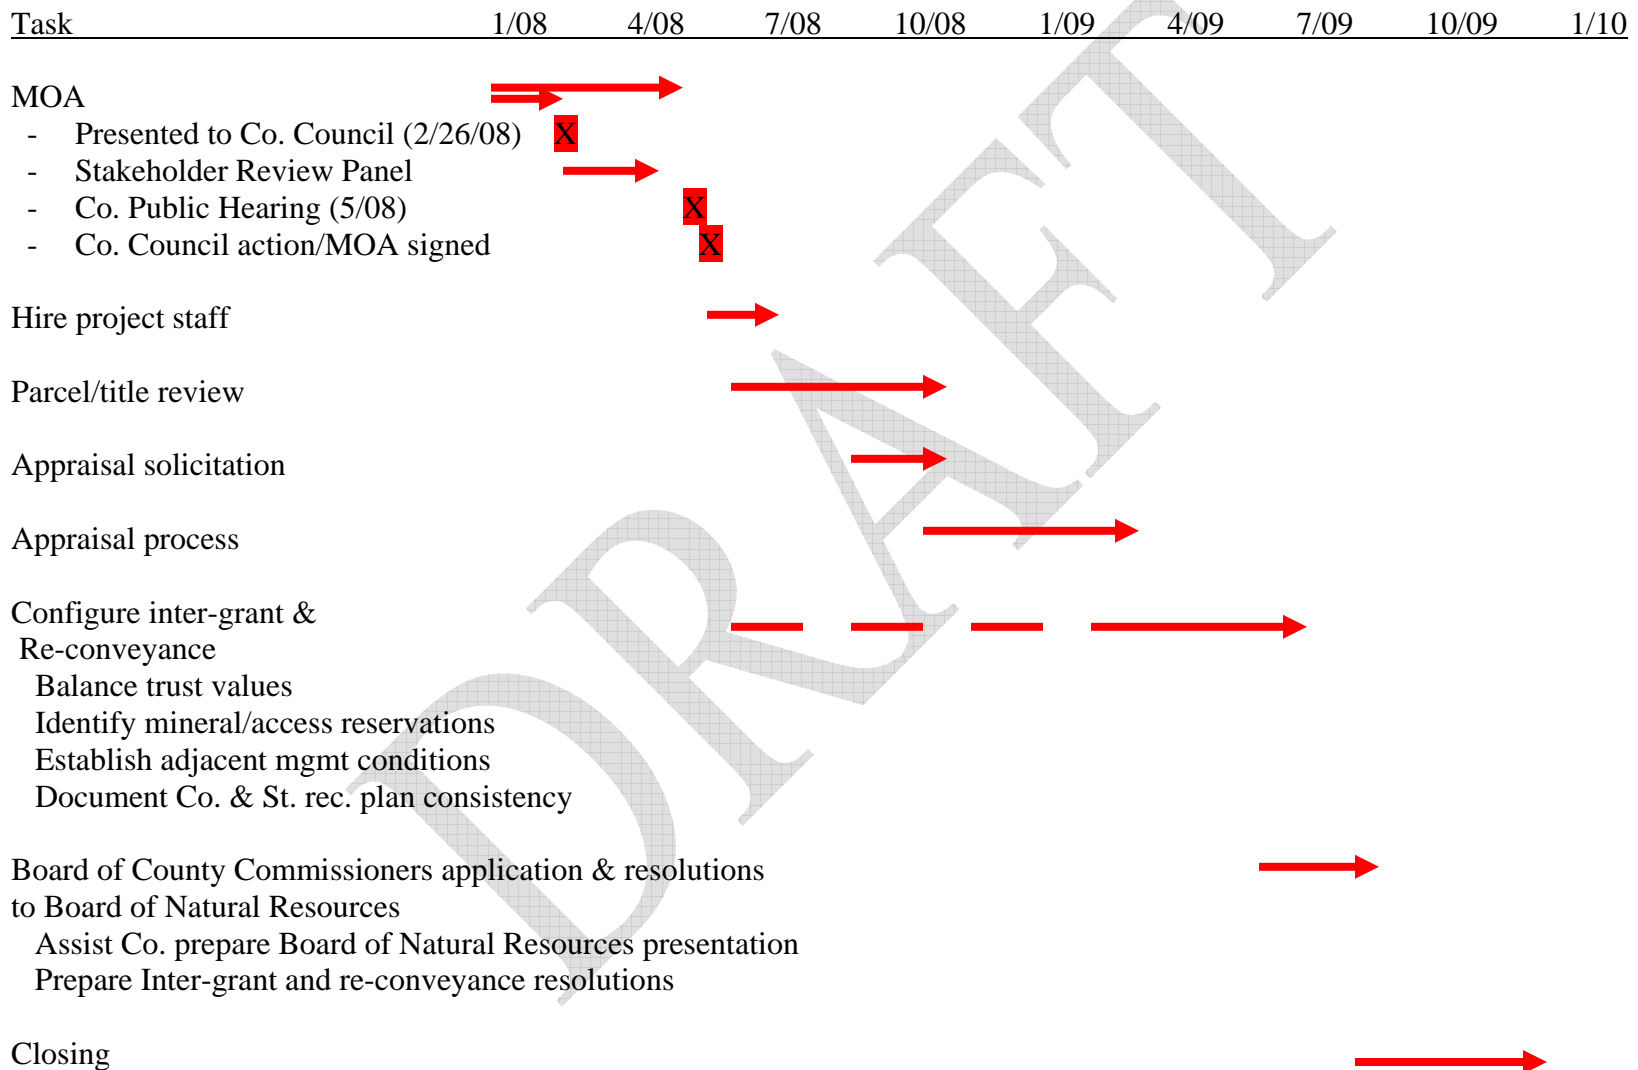 Task 1/08 4/08 7/08 10/08 1/09 4/09 7/09 10/09 1/10
MOA
- Presented to Co. Council (2/26/08) X
- Stakeholder Review Panel
- Co. Public Hearing (5/08) X
- Co. Council action/MOA signed X
Hire project staff
Parcel/title review
Appraisal solicitation
Appraisal process
Configure inter-grant &
Re-conveyance
Balance trust values
Identify mineral/access reservations
Establish adjacent mgmt conditions
Document Co. & St. rec. plan consistency
Board of County Commissioners application & resolutions
to Board of Natural Resources
Assist Co. prepare Board of Natural Resources presentation
Prepare Inter-grant and re-conveyance resolutions
Closing
DRAFT